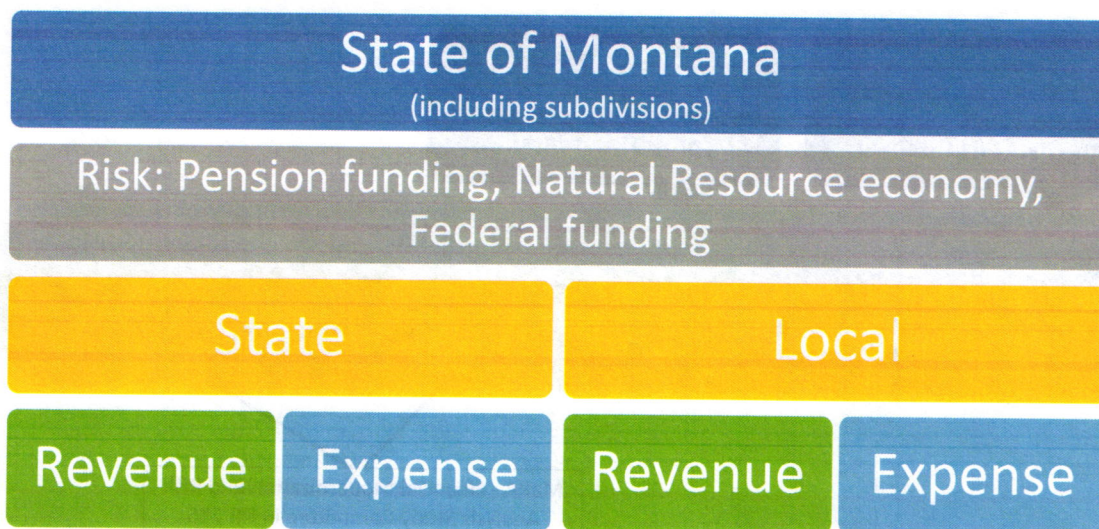 State of Montana
(including subdivisions)
Risk: Pension funding, Natural Resource economy,
Federal funding
State
Local
Revenue
Expense
Revenue
Expense